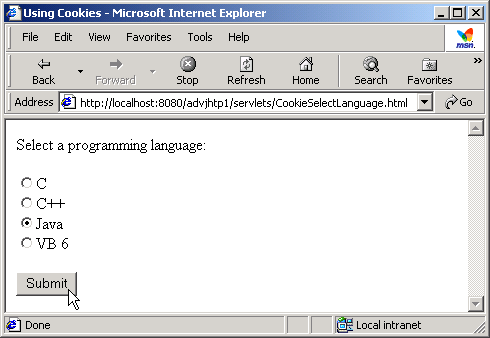 Using Cookies - Microsoft Internet Explorer
File Edit View Favorites Tools Help
msn.
Back Forward Stop Refresh Home Search Favorites »
Address http://localhost:8080/advjhtp1/servlets/CookieSelectLanguage.html Go
Select a programming language:
C
C++
Java
VB 6
Submit
Done Local intranet